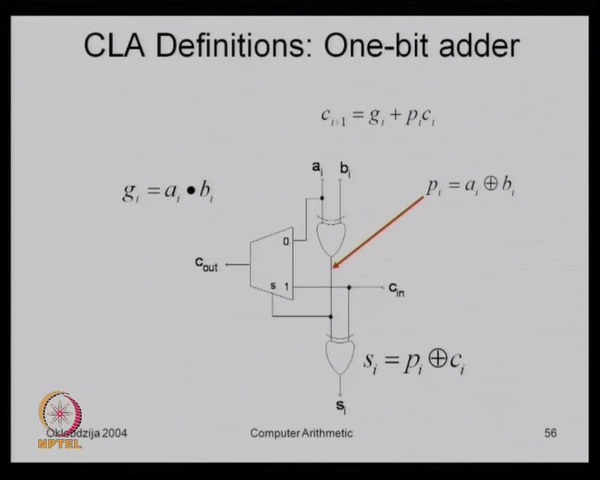 CLA Definitions: One-bit adder
c_{i+1} = g_i + p_i c_i
a_i b_i
g_i = a_i • b_i
p_i = a_i ⊕ b_i
0
c_out
s 1
c_in
s_i = p_i ⊕ c_i
s_i
Oklobdzija 2004
Computer Arithmetic
56
NPTEL